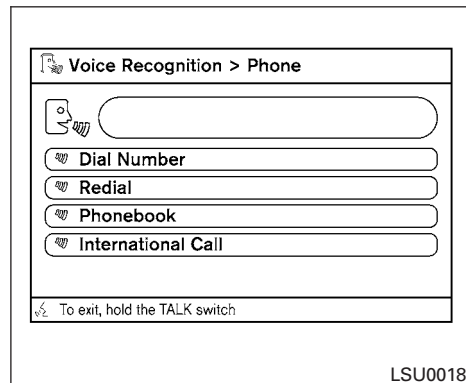 Voice Recognition > Phone
Dial Number
Redial
Phonebook
International Call
To exit, hold the TALK switch
LSU0018